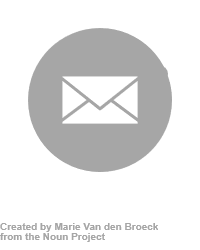 Created by Marie Van den Broeck
from the Noun Project